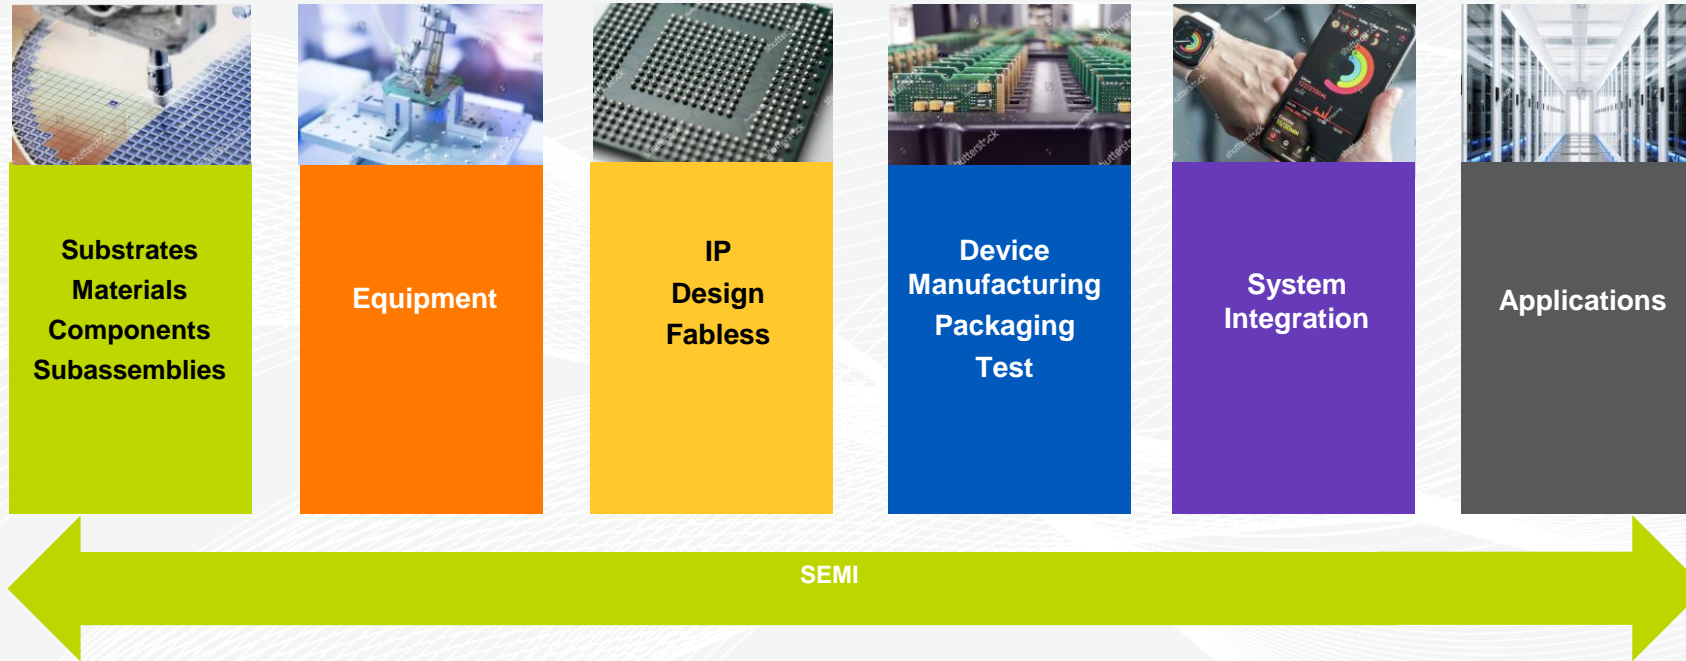 Substrates
Materials
Components
Subassemblies
Equipment
IP
Design
Fabless
Device
Manufacturing
Packaging
Test
System
Integration
Applications
SEMI